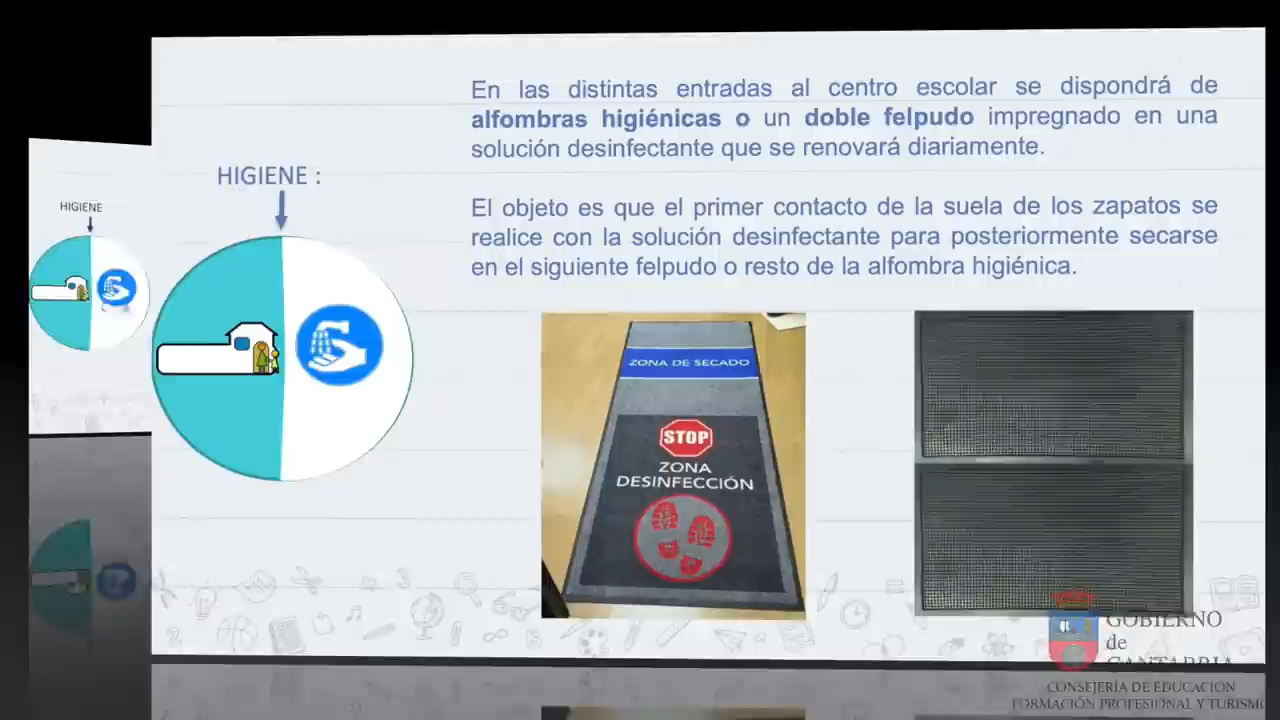 En las distintas entradas al centro escolar se dispondrá de
alfombras higiénicas o un doble felpudo impregnado en una
solución desinfectante que se renovará diariamente.
HIGIENE :
HIGIENE
El objeto es que el primer contacto de la suela de los zapatos se
realice con la solución desinfectante para posteriormente secarse
en el siguiente felpudo o resto de la alfombra higiénica.
ZONA DE SECADO
STOP
ZONA
DESINFECCIÓN
GOBIERNO
de
CANTABRIA
CONSEJERÍA DE EDUCACIÓN
FORMACIÓN PROFESIONAL Y TURISMO